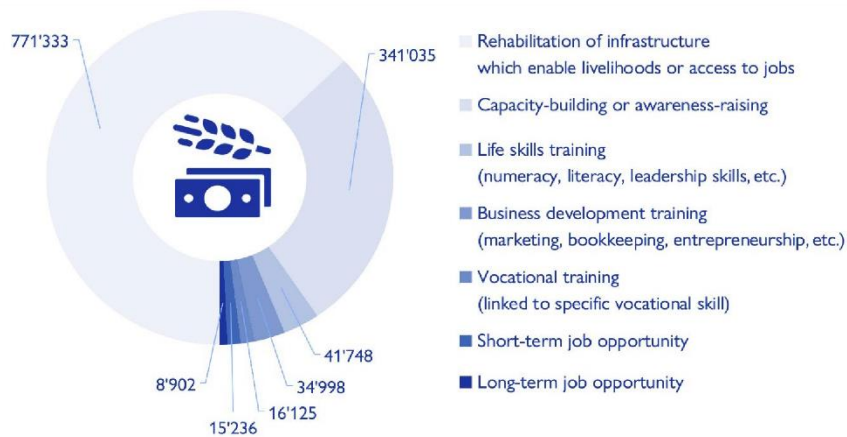 771'333
341'035
41'748
34'998
16'125
15'236
8'902
Rehabilitation of infrastructure
which enable livelihoods or access to jobs
Capacity-building or awareness-raising
Life skills training
(numeracy, literacy, leadership skills, etc.)
Business development training
(marketing, bookkeeping, entrepreneurship, etc.)
Vocational training
(linked to specific vocational skill)
Short-term job opportunity
Long-term job opportunity